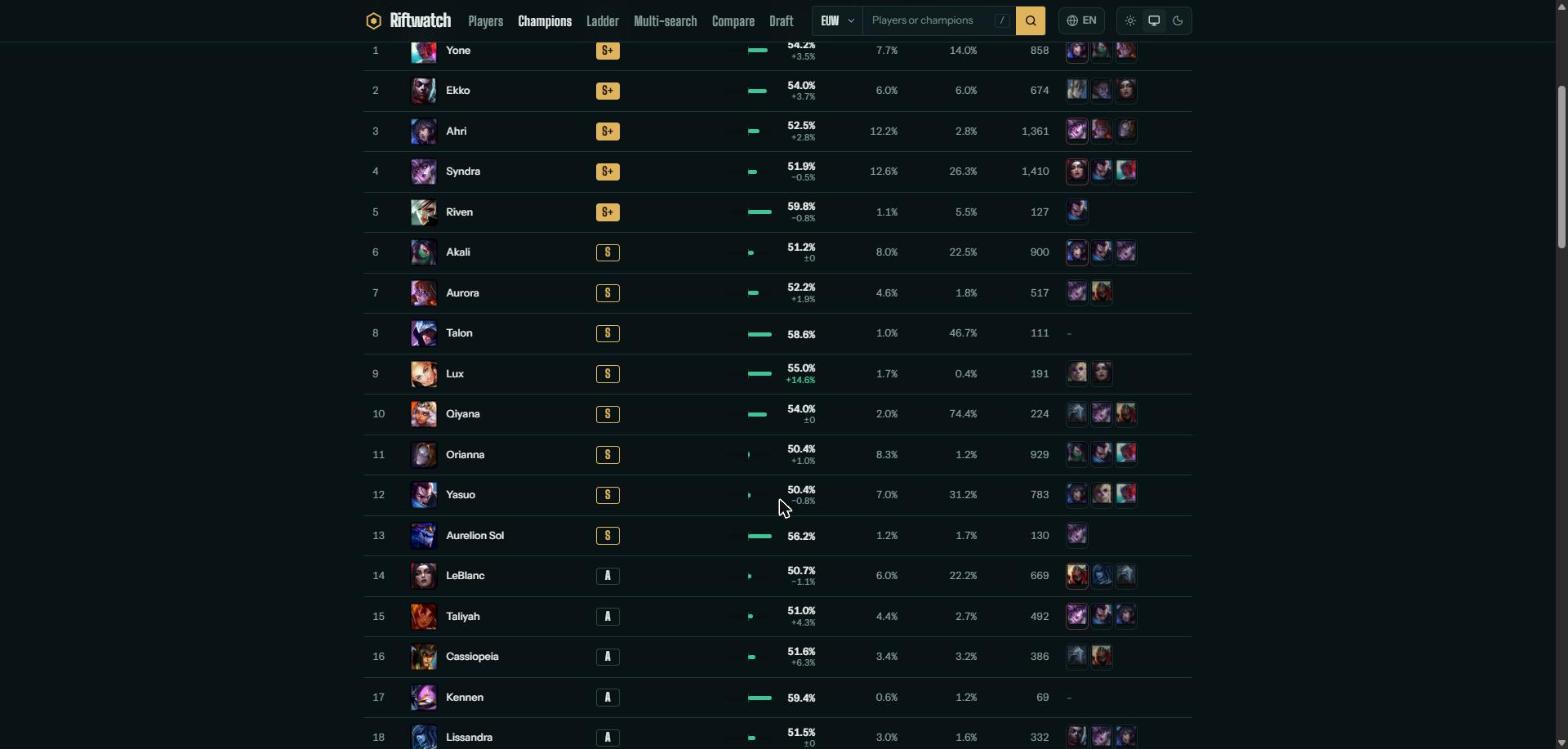 Riftwatch Players Champions Ladder Multi-search Compare Draft EUW Players or champions / EN
1 Yone S+ 54.2% 7.7% 14.0% 858
+3.5%
2 Ekko S+ 54.0% 6.0% 6.0% 674
+3.7%
3 Ahri S+ 52.5% 12.2% 2.8% 1,361
+2.8%
4 Syndra S+ 51.9% 12.6% 26.3% 1,410
−0.5%
5 Riven S+ 59.8% 1.1% 5.5% 127
−0.8%
6 Akali S 51.2% 8.0% 22.5% 900
±0
7 Aurora S 52.2% 4.6% 1.8% 517
+1.9%
8 Talon S 58.6% 1.0% 46.7% 111 -
9 Lux S 55.0% 1.7% 0.4% 191
+14.6%
10 Qiyana S 54.0% 2.0% 74.4% 224
±0
11 Orianna S 50.4% 8.3% 1.2% 929
+1.0%
12 Yasuo S 50.4% 7.0% 31.2% 783
−0.8%
13 Aurelion Sol S 56.2% 1.2% 1.7% 130
14 LeBlanc A 50.7% 6.0% 22.2% 669
−1.1%
15 Taliyah A 51.0% 4.4% 2.7% 492
+4.3%
16 Cassiopeia A 51.6% 3.4% 3.2% 386
+6.3%
17 Kennen A 59.4% 0.6% 1.2% 69 -
18 Lissandra A 51.5% 3.0% 1.6% 332
±0